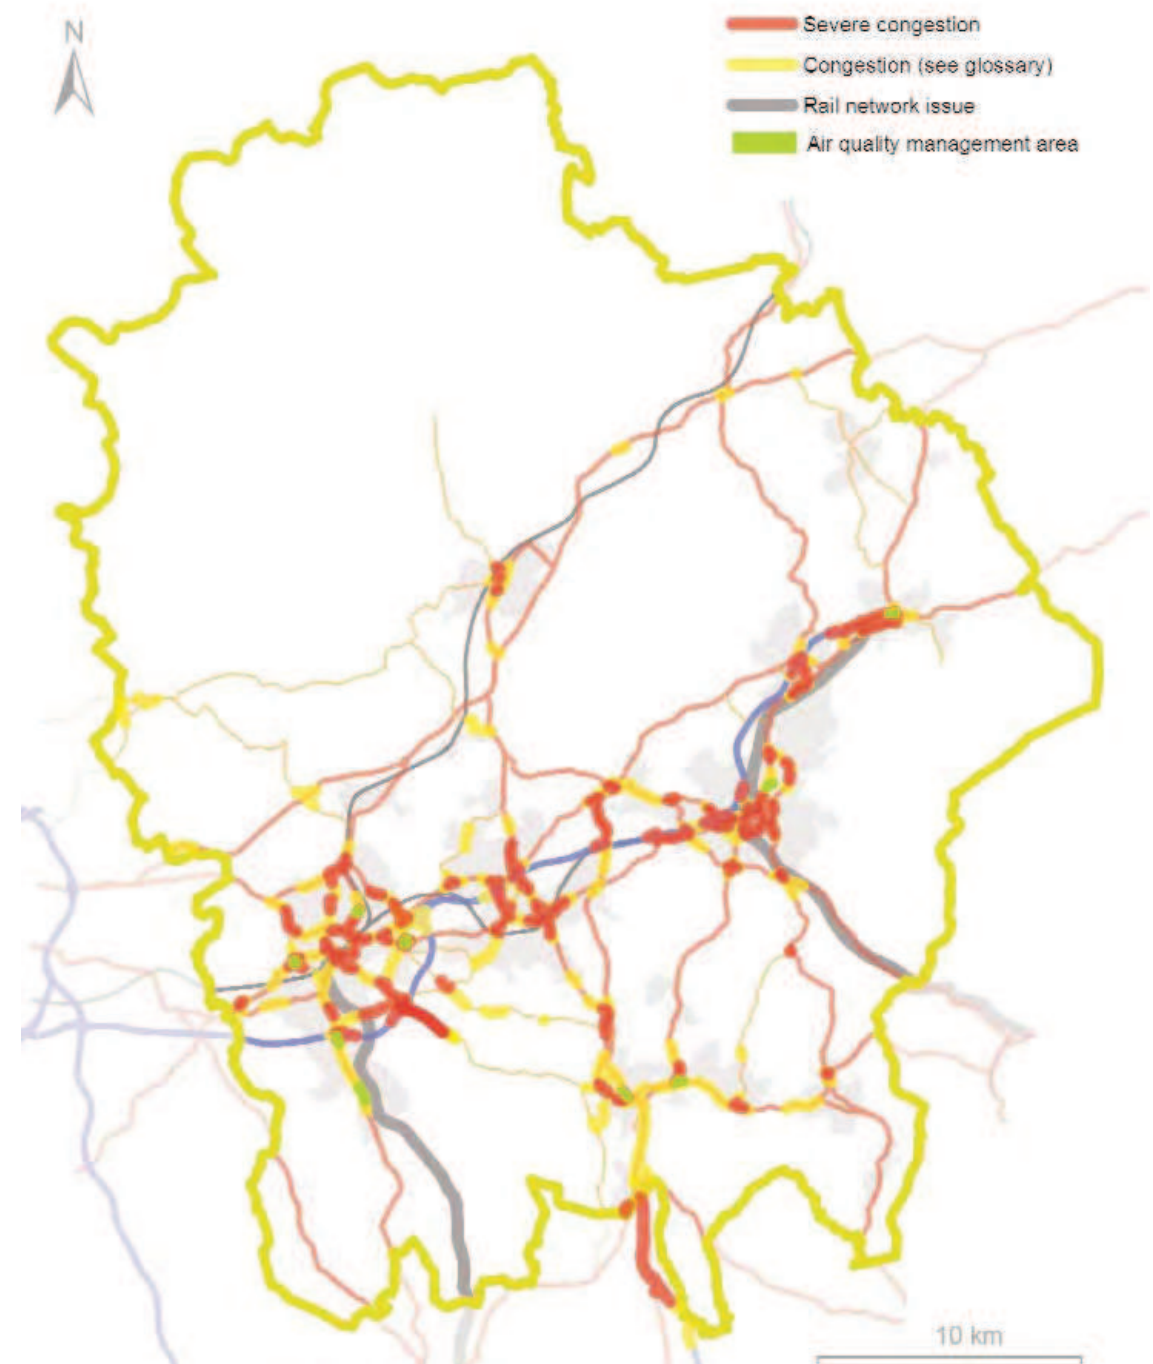 N
Severe congestion
Congestion (see glossary)
Rail network issue
Air quality management area
10 km